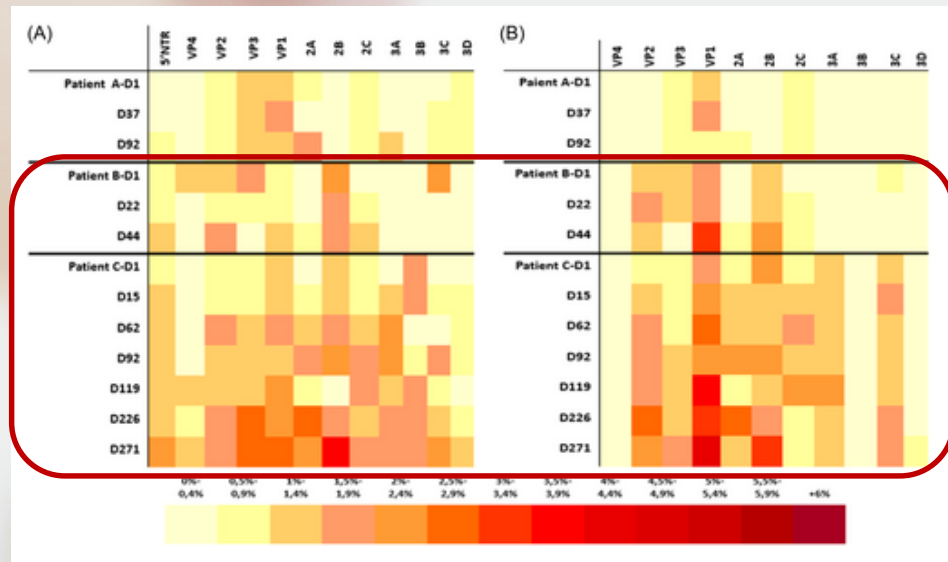 (A)
5'NTR VP4 VP2 VP3 VP1 2A 2B 2C 3A 3B 3C 3D
Patient A-D1
D37
D92
Patient B-D1
D22
D44
Patient C-D1
D15
D62
D92
D119
D226
D271
(B)
VP4 VP2 VP3 VP1 2A 2B 2C 3A 3B 3C 3D
Paient A-D1
D37
D92
Patient B-D1
D22
D44
Patient C-D1
D15
D62
D92
D119
D226
D271
0%- 0,5%- 1%- 1,5%- 2%- 2,5%- 3%- 3,5%- 4%- 4,5%- 5%- 5,5%-
0,4% 0,9% 1,4% 1,9% 2,4% 2,9% 3,4% 3,9% 4,4% 4,9% 5,4% 5,9% +6%